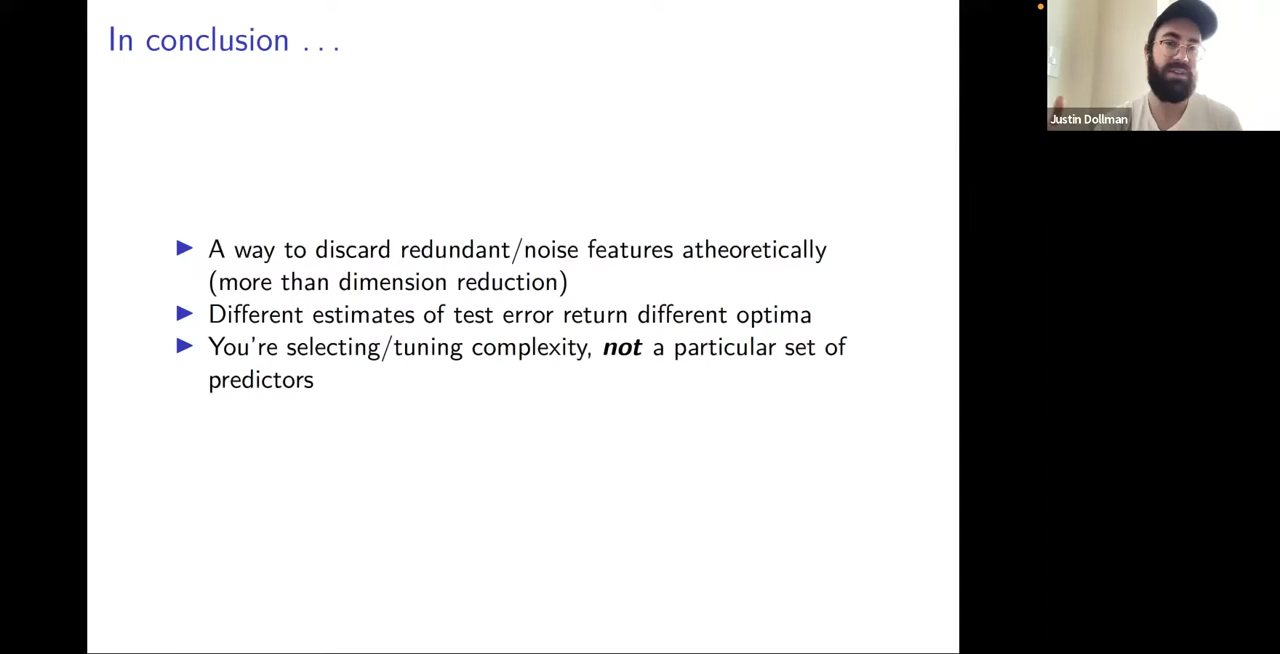 In conclusion . . .
▶ A way to discard redundant/noise features atheoretically
(more than dimension reduction)
▶ Different estimates of test error return different optima
▶ You're selecting/tuning complexity, not a particular set of
predictors
Justin Dollman